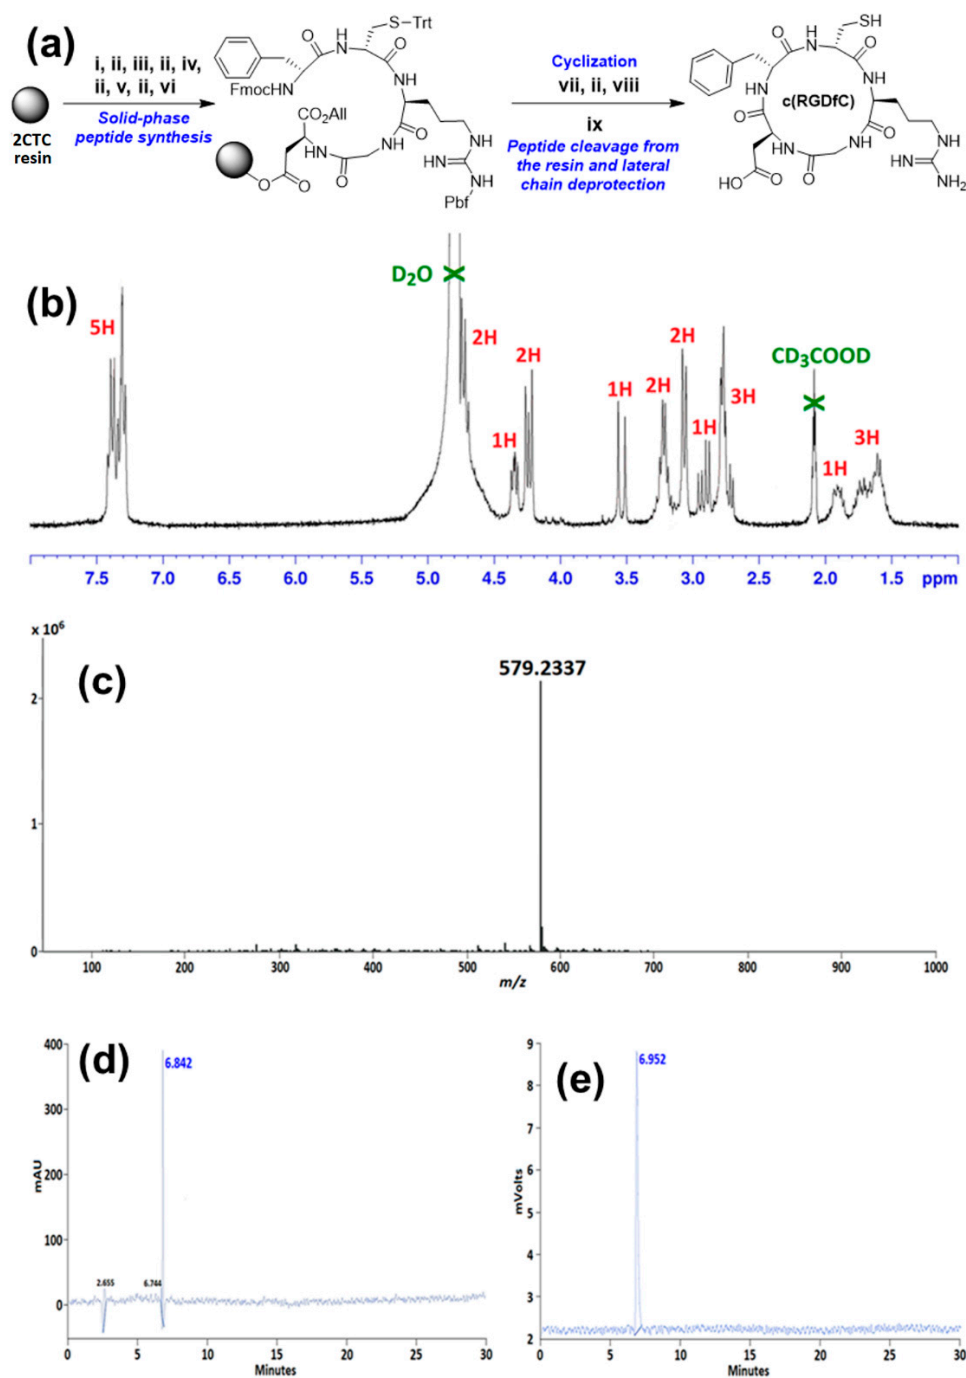 (a)
2CTC
resin
i, ii, iii, ii, iv,
ii, v, ii, vi
Solid-phase
peptide synthesis
S–Trt
NH
O
O
NH
FmocHN
O
CO₂All
NH
O
NH
O
O
O
NH
HN
NH
Pbf
Cyclization
vii, ii, viii
ix
Peptide cleavage from
the resin and lateral
chain deprotection
SH
O
NH
O
NH
NH
c(RGDfC)
O
O
NH
NH
HO
O
O
NH
HN
NH₂
(b)
5H
D₂O
2H
1H
2H
1H
2H
2H
1H
3H
CD₃COOD
1H
3H
7.5 7.0 6.5 6.0 5.5 5.0 4.5 4.0 3.5 3.0 2.5 2.0 1.5 ppm
x 10⁶
(c)
579.2337
2
1
0
100 200 300 400 500 600 700 800 900 1000
m/z
(d)
6.842
2.655
6.744
400
300
200
100
0
mAU
0 5 10 15 20 25 30
Minutes
(e)
6.952
9
8
7
6
5
4
3
2
mVolts
0 5 10 15 20 25 30
Minutes